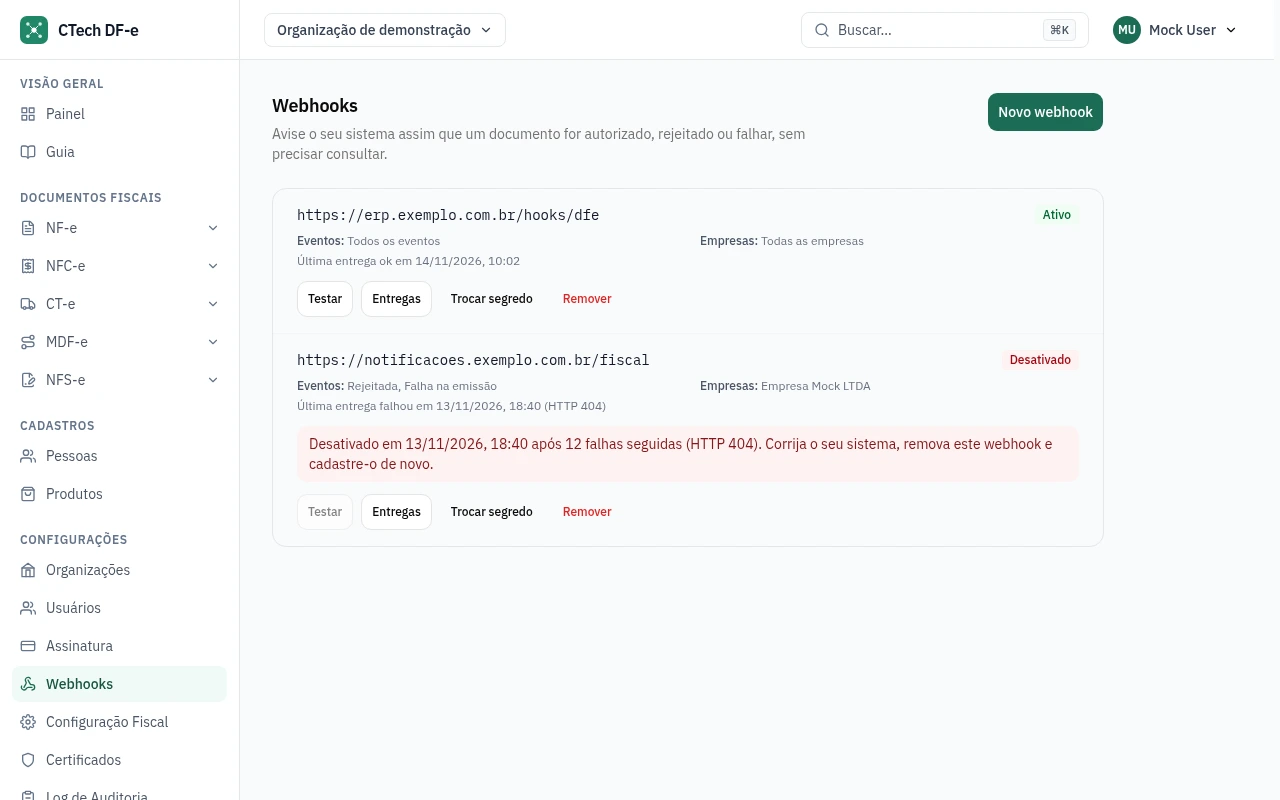 CTech DF-e
Organização de demonstração
Buscar...
⌘K
MU
Mock User
VISÃO GERAL
Painel
Guia
DOCUMENTOS FISCAIS
NF-e
NFC-e
CT-e
MDF-e
NFS-e
CADASTROS
Pessoas
Produtos
CONFIGURAÇÕES
Organizações
Usuários
Assinatura
Webhooks
Configuração Fiscal
Certificados
Log de Auditoria
Webhooks
Avise o seu sistema assim que um documento for autorizado, rejeitado ou falhar, sem
precisar consultar.
Novo webhook
https://erp.exemplo.com.br/hooks/dfe
Ativo
Eventos: Todos os eventos
Empresas: Todas as empresas
Última entrega ok em 14/11/2026, 10:02
Testar
Entregas
Trocar segredo
Remover
https://notificacoes.exemplo.com.br/fiscal
Desativado
Eventos: Rejeitada, Falha na emissão
Empresas: Empresa Mock LTDA
Última entrega falhou em 13/11/2026, 18:40 (HTTP 404)
Desativado em 13/11/2026, 18:40 após 12 falhas seguidas (HTTP 404). Corrija o seu sistema, remova este webhook e
cadastre-o de novo.
Testar
Entregas
Trocar segredo
Remover